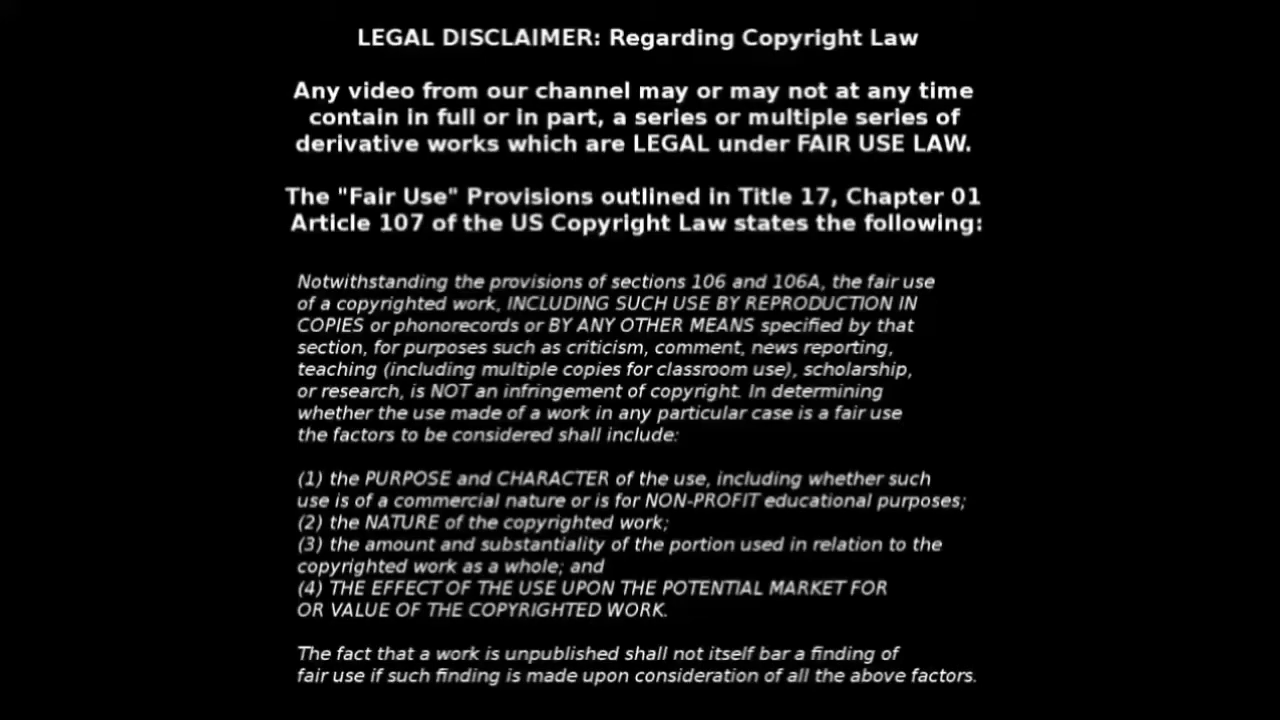 LEGAL DISCLAIMER: Regarding Copyright Law
Any video from our channel may or may not at any time
contain in full or in part, a series or multiple series of
derivative works which are LEGAL under FAIR USE LAW.
The "Fair Use" Provisions outlined in Title 17, Chapter 01
Article 107 of the US Copyright Law states the following:
Notwithstanding the provisions of sections 106 and 106A, the fair use
of a copyrighted work, INCLUDING SUCH USE BY REPRODUCTION IN
COPIES or phonorecords or BY ANY OTHER MEANS specified by that
section, for purposes such as criticism, comment, news reporting,
teaching (including multiple copies for classroom use), scholarship,
or research, is NOT an infringement of copyright. In determining
whether the use made of a work in any particular case is a fair use
the factors to be considered shall include:
(1) the PURPOSE and CHARACTER of the use, including whether such
use is of a commercial nature or is for NON-PROFIT educational purposes;
(2) the NATURE of the copyrighted work;
(3) the amount and substantiality of the portion used in relation to the
copyrighted work as a whole; and
(4) THE EFFECT OF THE USE UPON THE POTENTIAL MARKET FOR
OR VALUE OF THE COPYRIGHTED WORK.
The fact that a work is unpublished shall not itself bar a finding of
fair use if such finding is made upon consideration of all the above factors.